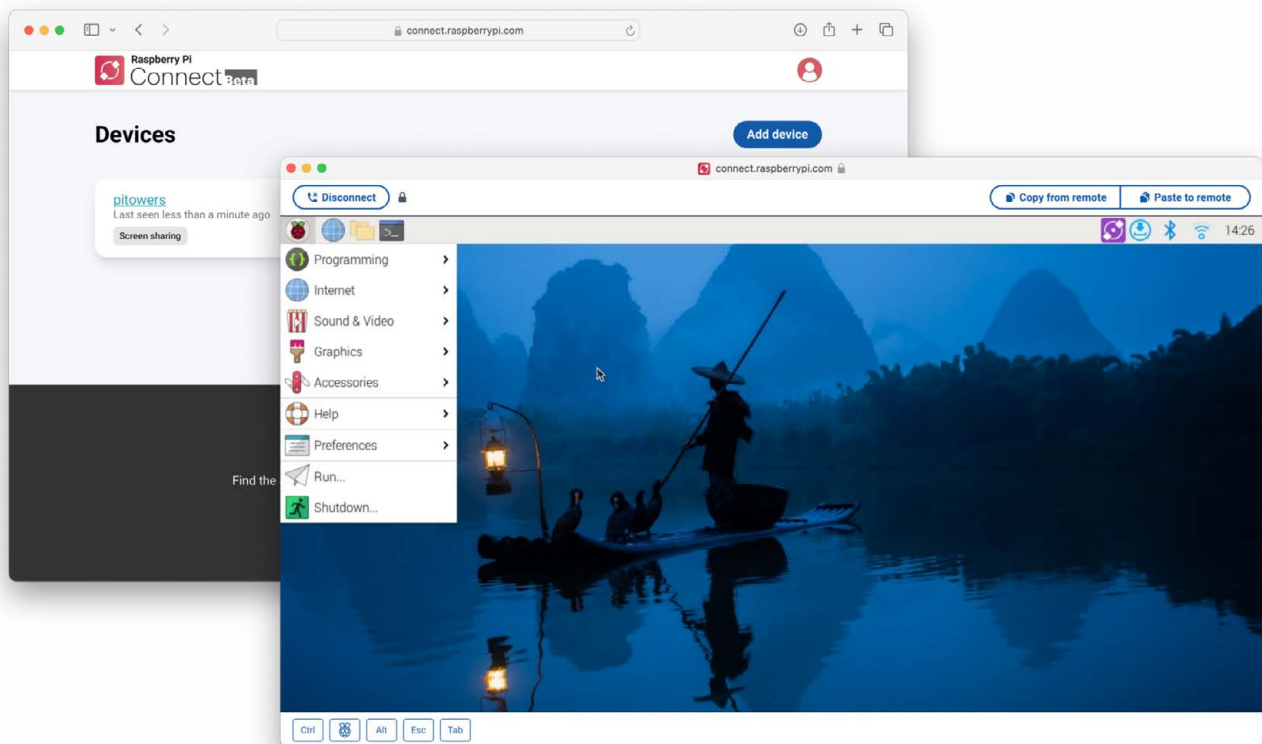 connect.raspberrypi.com
Raspberry Pi
Connect Beta
Devices
Add device
pitowers
Last seen less than a minute ago
Screen sharing
Find the
connect.raspberrypi.com
Disconnect
Copy from remote
Paste to remote
14:26
Programming
Internet
Sound & Video
Graphics
Accessories
Help
Preferences
Run...
Shutdown...
Ctrl
Alt
Esc
Tab